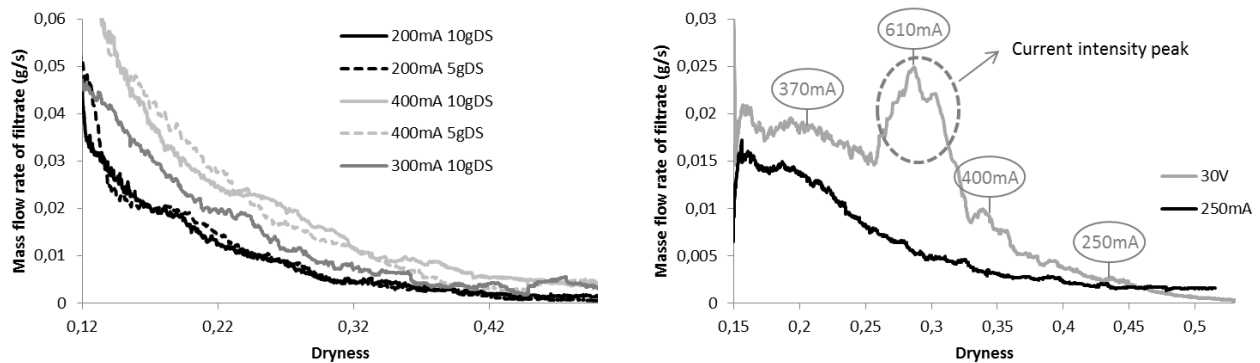 Mass flow rate of filtrate (g/s)
0,06
0,05
0,04
0,03
0,02
0,01
0
0,12
0,22
0,32
0,42
Dryness
200mA 10gDS
200mA 5gDS
400mA 10gDS
400mA 5gDS
300mA 10gDS
Masse flow rate of filtrate (g/s)
0,03
0,025
0,02
0,015
0,01
0,005
0
0,15
0,2
0,25
0,3
0,35
0,4
0,45
0,5
Dryness
370mA
610mA
Current intensity peak
400mA
250mA
30V
250mA